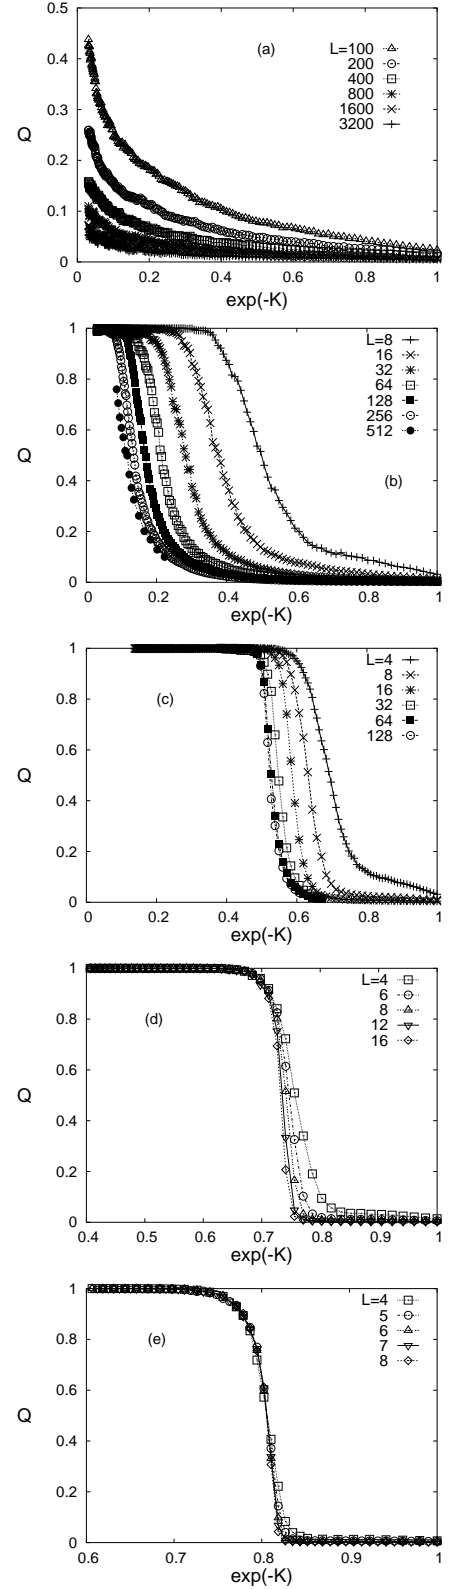 0.5
0.4
0.3
0.2
0.1
0
Q
(a)
L=100
200
400
800
1600
3200
0 0.2 0.4 0.6 0.8 1
exp(-K)
1
0.8
0.6
0.4
0.2
0
Q
L=8
16
32
64
128
256
512
(b)
0 0.2 0.4 0.6 0.8 1
exp(-K)
1
0.8
0.6
0.4
0.2
0
Q
(c)
L=4
8
16
32
64
128
0 0.2 0.4 0.6 0.8 1
exp(-K)
1
0.8
0.6
0.4
0.2
0
Q
(d)
L=4
6
8
12
16
0.4 0.5 0.6 0.7 0.8 0.9 1
exp(-K)
1
0.8
0.6
0.4
0.2
0
Q
(e)
L=4
5
6
7
8
0.6 0.7 0.8 0.9 1
exp(-K)